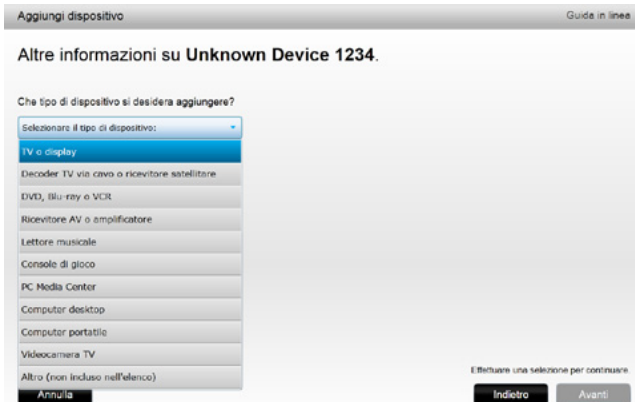 Aggiungi dispositivo
Guida in linea
Altre informazioni su Unknown Device 1234.
Che tipo di dispositivo si desidera aggiungere?
Selezionare il tipo di dispositivo:
TV o display
Decoder TV via cavo o ricevitore satellitare
DVD, Blu-ray o VCR
Ricevitore AV o amplificatore
Lettore musicale
Console di gioco
PC Media Center
Computer desktop
Computer portatile
Videocamera TV
Altro (non incluso nell'elenco)
Effettuare una selezione per continuare.
Annulla
Indietro
Avanti